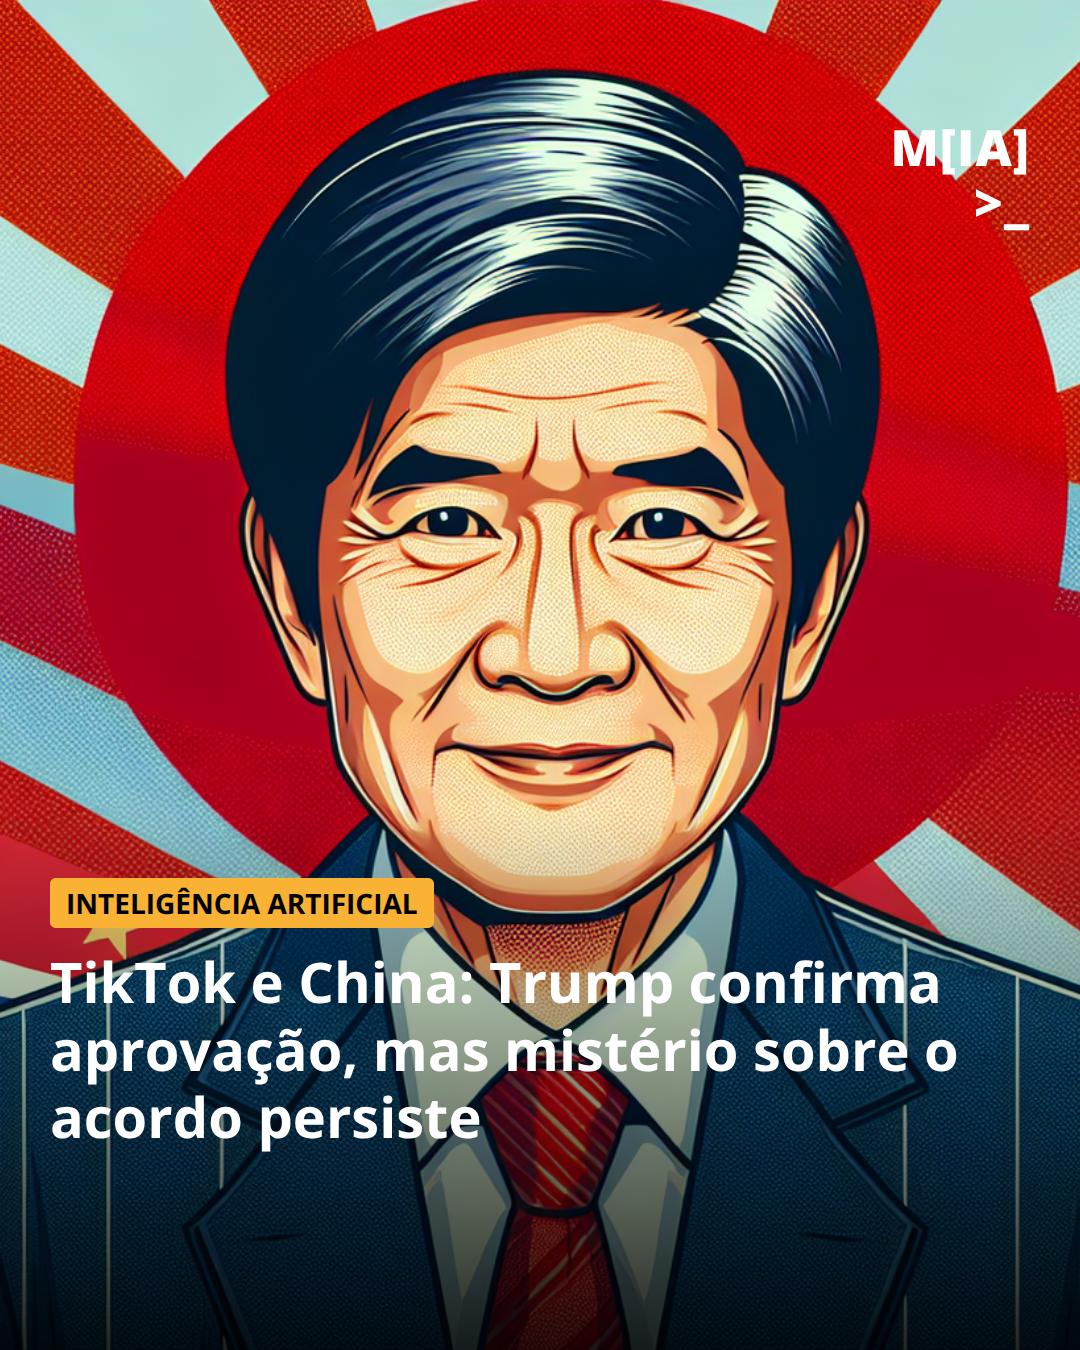 M[IA]
>_
INTELIGÊNCIA ARTIFICIAL
TikTok e China: Trump confirma
aprovação, mas mistério sobre o
acordo persiste